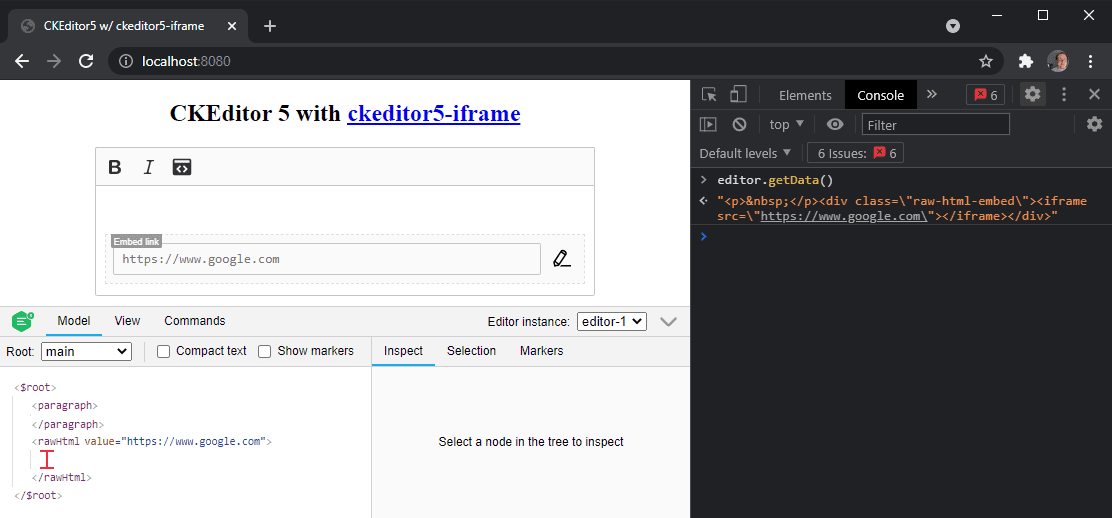 CKEditor5 w/ ckeditor5-iframe
localhost:8080
CKEditor 5 with ckeditor5-iframe
B I
Embed link
https://www.google.com
Model View Commands Editor instance: editor-1
Root: main Compact text Show markers Inspect Selection Markers
<$root>
<paragraph>
</paragraph>
<rawHtml value="https://www.google.com">
</rawHtml>
</$root>
Select a node in the tree to inspect
Elements Console » 6
top Filter
Default levels 6 Issues: 6
> editor.getData()
"<p>&nbsp;</p><div class=\"raw-html-embed\"><iframe
src=\"https://www.google.com\"></iframe></div>"
>